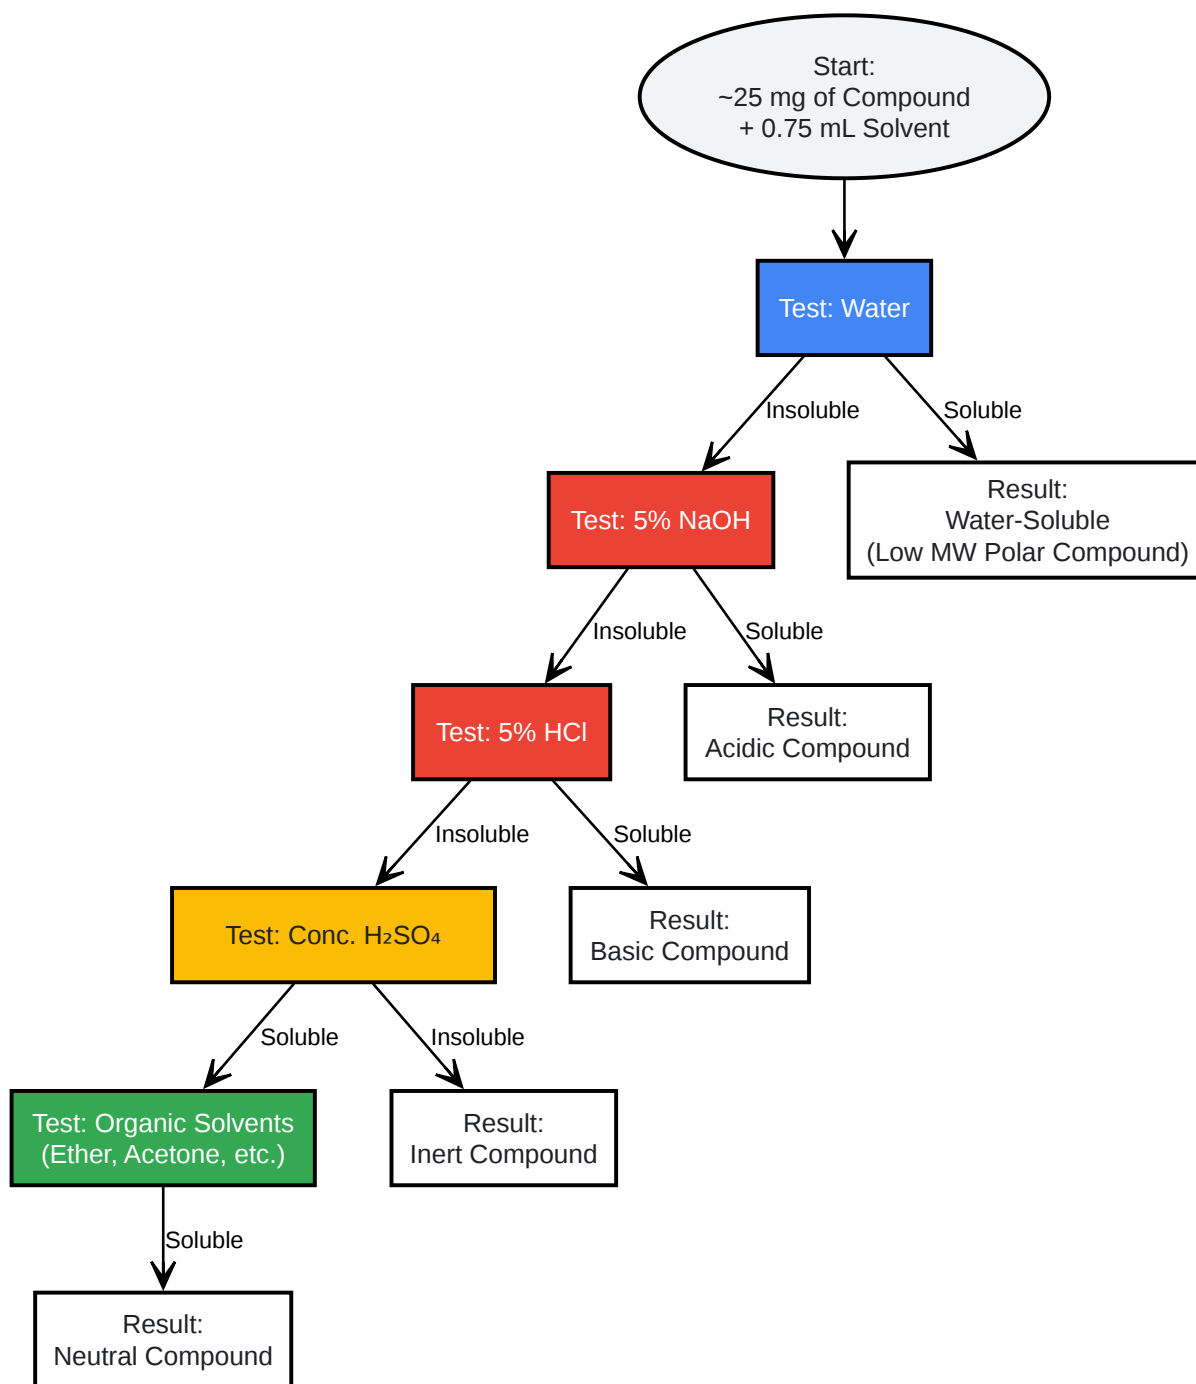 Start:
~25 mg of Compound
+ 0.75 mL Solvent
Test: Water
Insoluble
Soluble
Result:
Water-Soluble
(Low MW Polar Compound)
Test: 5% NaOH
Insoluble
Soluble
Result:
Acidic Compound
Test: 5% HCl
Insoluble
Soluble
Result:
Basic Compound
Test: Conc. H₂SO₄
Soluble
Insoluble
Test: Organic Solvents
(Ether, Acetone, etc.)
Result:
Inert Compound
Soluble
Result:
Neutral Compound